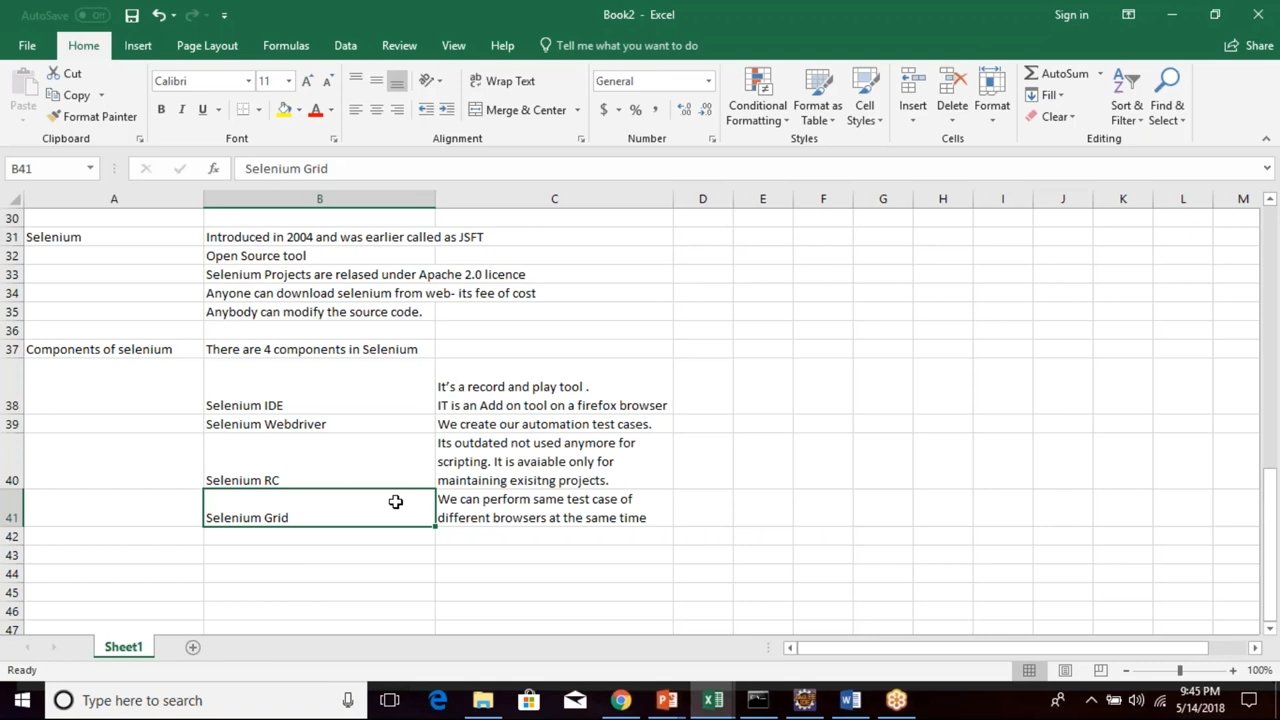 AutoSave Off
Book2 - Excel
Sign in
File Home Insert Page Layout Formulas Data Review View Help Tell me what you want to do Share
Paste
Cut
Copy
Format Painter
Clipboard
Calibri 11
B I U
Font
Wrap Text
Merge & Center
Alignment
General
$ % ,
Number
Conditional Formatting
Format as Table
Cell Styles
Styles
Insert
Delete
Format
Cells
AutoSum
Fill
Clear
Sort & Filter
Find & Select
Editing
B41 fx Selenium Grid
A B C D E F G H I J K L M
30
31 Selenium Introduced in 2004 and was earlier called as JSFT
32 Open Source tool
33 Selenium Projects are relased under Apache 2.0 licence
34 Anyone can download selenium from web- its fee of cost
35 Anybody can modify the source code.
36
37 Components of selenium There are 4 components in Selenium
It's a record and play tool .
38 Selenium IDE IT is an Add on tool on a firefox browser
39 Selenium Webdriver We create our automation test cases.
Its outdated not used anymore for
scripting. It is avaiable only for
40 Selenium RC maintaining exisitng projects.
We can perform same test case of
41 Selenium Grid different browsers at the same time
42
43
44
45
46
47
Sheet1
Ready 100%
Type here to search
9:45 PM
5/14/2018